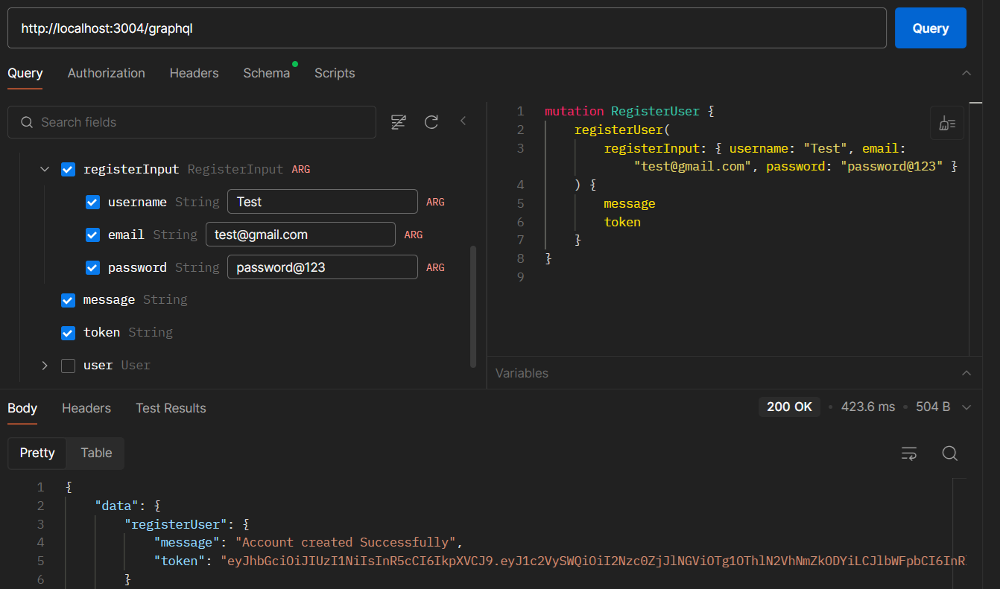 http://localhost:3004/graphql
Query
Query Authorization Headers Schema Scripts
Search fields
registerInput RegisterInput ARG
username String Test ARG
email String test@gmail.com ARG
password String password@123 ARG
message String
token String
user User
1 mutation RegisterUser {
2 registerUser(
3 registerInput: { username: "Test", email:
"test@gmail.com", password: "password@123" }
4 ) {
5 message
6 token
7 }
8 }
9
Variables
Body Headers Test Results
200 OK • 423.6 ms • 504 B
Pretty Table
1 {
2 "data": {
3 "registerUser": {
4 "message": "Account created Successfully",
5 "token": "eyJhbGciOiJIUzI1NiIsInR5cCI6IkpXVCJ9.eyJ1c2VySWQiOiI2Nzc0ZjJlNGViOTg1OThlN2VhNmZkODYiLCJlbWFpbCI6InR
6 }